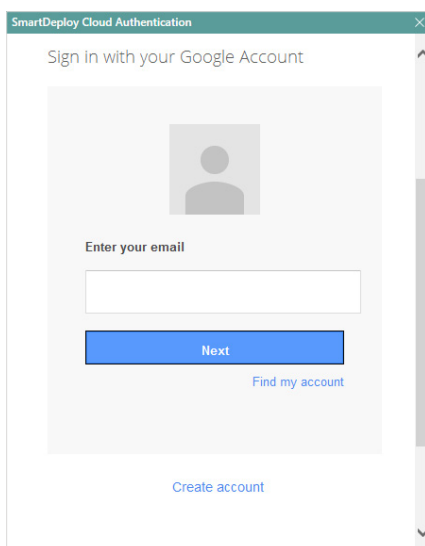 SmartDeploy Cloud Authentication
Sign in with your Google Account
Enter your email
Next
Find my account
Create account